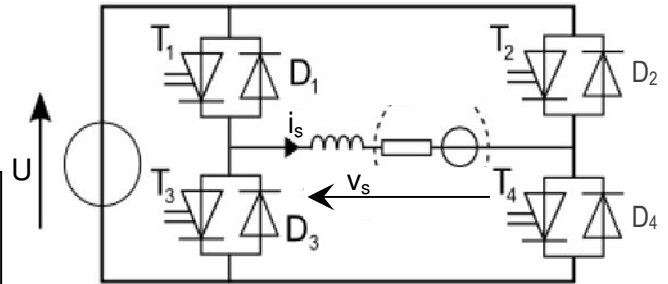 T₁
D₁
T₂
D₂
iₛ
U
vₛ
T₃
D₃
T₄
D₄